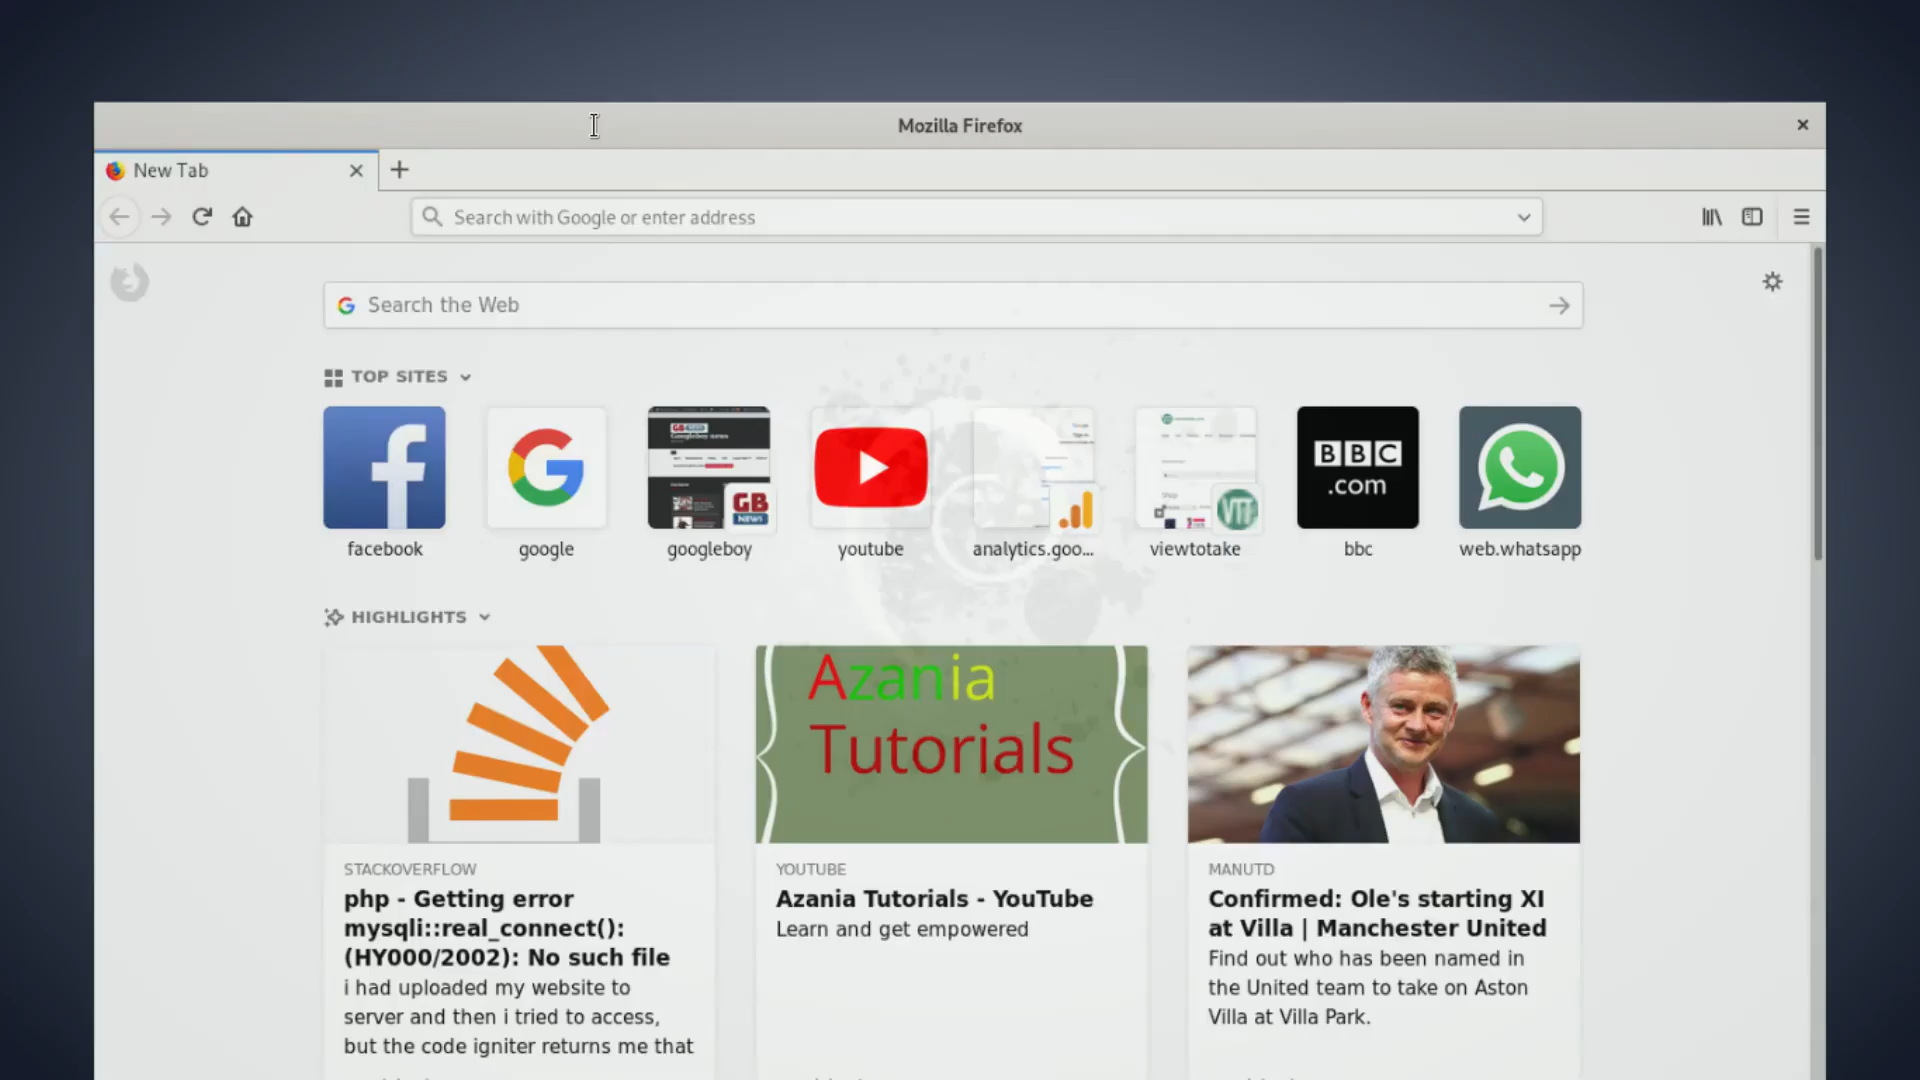 Mozilla Firefox
New Tab
Search with Google or enter address
Search the Web
TOP SITES
GB
NEWS
BBC
.com
VTT
facebook
google
googleboy
youtube
analytics.goo...
viewtotake
bbc
web.whatsapp
HIGHLIGHTS
Azania
Tutorials
STACKOVERFLOW
php - Getting error
mysqli::real_connect():
(HY000/2002): No such file
i had uploaded my website to
server and then i tried to access,
but the code igniter returns me that
YOUTUBE
Azania Tutorials - YouTube
Learn and get empowered
MANUTD
Confirmed: Ole's starting XI
at Villa | Manchester United
Find out who has been named in
the United team to take on Aston
Villa at Villa Park.